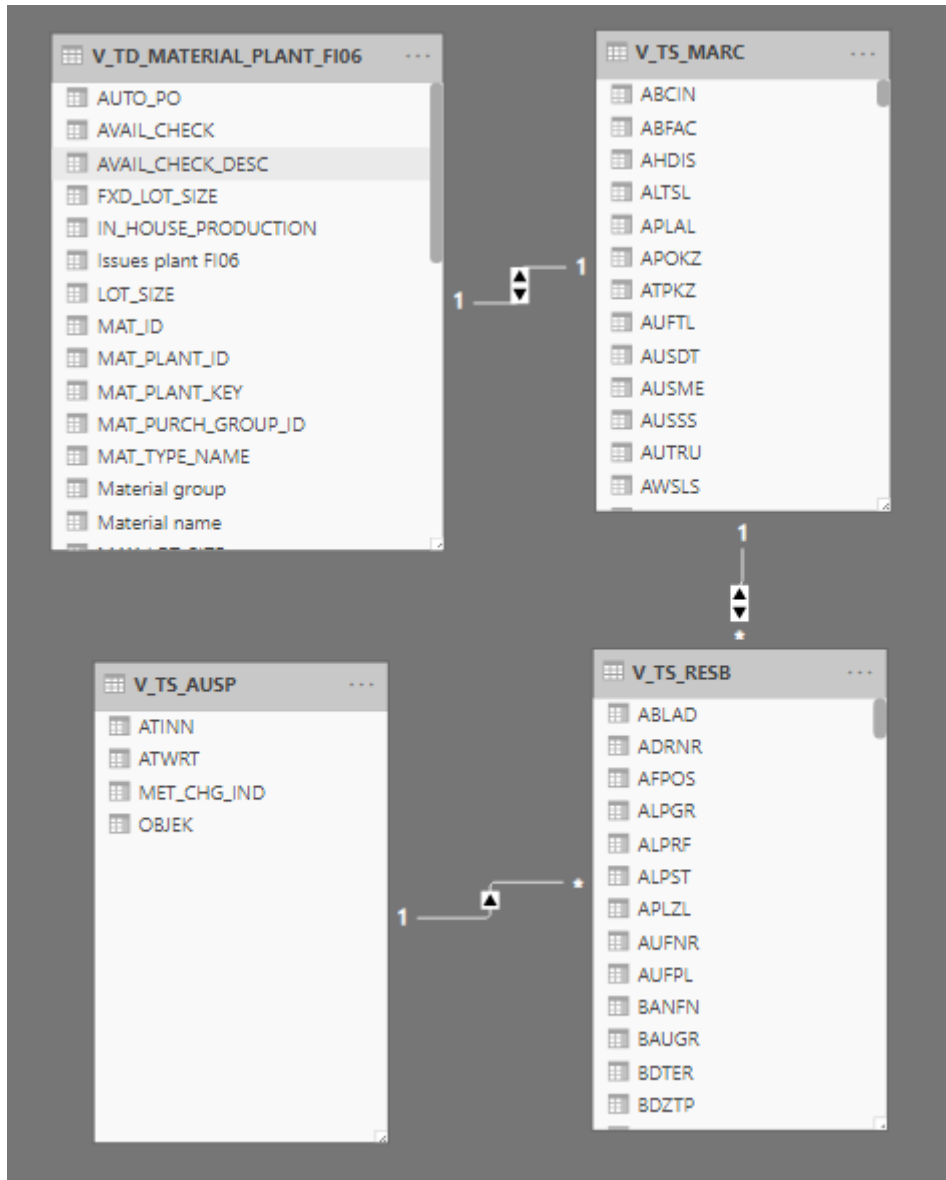 V_TD_MATERIAL_PLANT_FI06
AUTO_PO
AVAIL_CHECK
AVAIL_CHECK_DESC
FXD_LOT_SIZE
IN_HOUSE_PRODUCTION
Issues plant FI06
LOT_SIZE
MAT_ID
MAT_PLANT_ID
MAT_PLANT_KEY
MAT_PURCH_GROUP_ID
MAT_TYPE_NAME
Material group
Material name
1
1
V_TS_MARC
ABCIN
ABFAC
AHDIS
ALTSL
APLAL
APOKZ
ATPKZ
AUFTL
AUSDT
AUSME
AUSSS
AUTRU
AWSLS
1
*
V_TS_AUSP
ATINN
ATWRT
MET_CHG_IND
OBJEK
1
*
V_TS_RESB
ABLAD
ADRNR
AFPOS
ALPGR
ALPRF
ALPST
APLZL
AUFNR
AUFPL
BANFN
BAUGR
BDTER
BDZTP